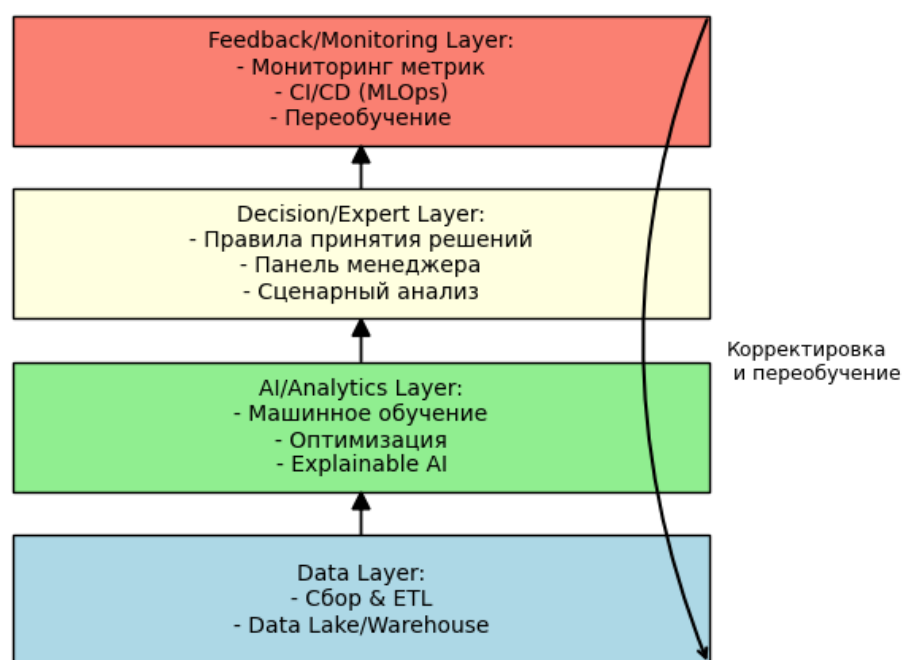 Feedback/Monitoring Layer:
- Мониторинг метрик
- CI/CD (MLOps)
- Переобучение
Decision/Expert Layer:
- Правила принятия решений
- Панель менеджера
- Сценарный анализ
Корректировка
и переобучение
AI/Analytics Layer:
- Машинное обучение
- Оптимизация
- Explainable AI
Data Layer:
- Сбор & ETL
- Data Lake/Warehouse